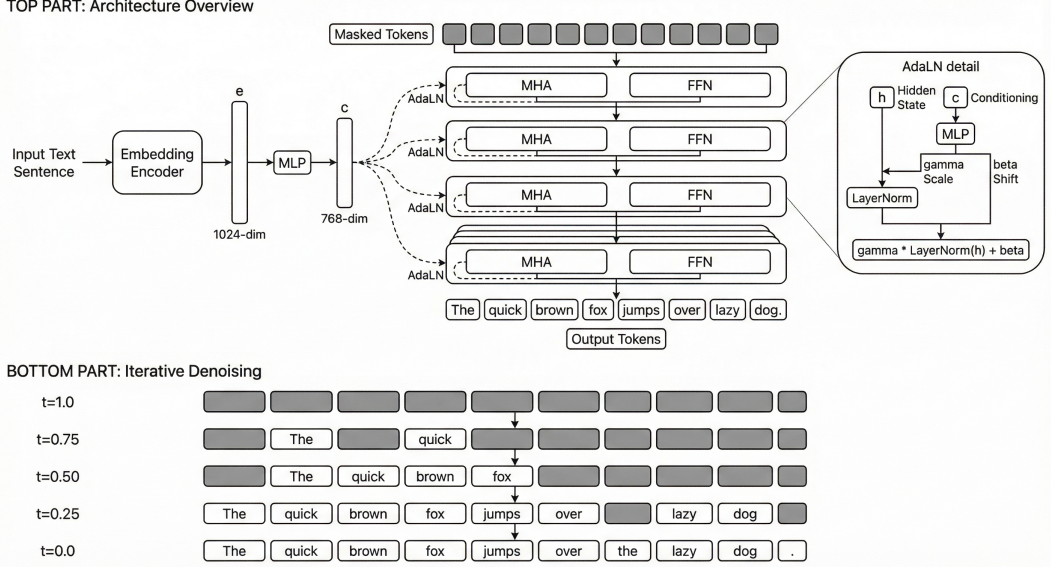 TOP PART: Architecture Overview
Masked Tokens
Input Text
Sentence
Embedding
Encoder
e
1024-dim
MLP
c
768-dim
AdaLN
MHA
FFN
AdaLN
MHA
FFN
AdaLN
MHA
FFN
AdaLN
MHA
FFN
The quick brown fox jumps over lazy dog.
Output Tokens
AdaLN detail
h
Hidden
State
c
Conditioning
MLP
gamma
Scale
beta
Shift
LayerNorm
gamma * LayerNorm(h) + beta
BOTTOM PART: Iterative Denoising
t=1.0
t=0.75 The quick
t=0.50 The quick brown fox
t=0.25 The quick brown fox jumps over lazy dog
t=0.0 The quick brown fox jumps over the lazy dog .